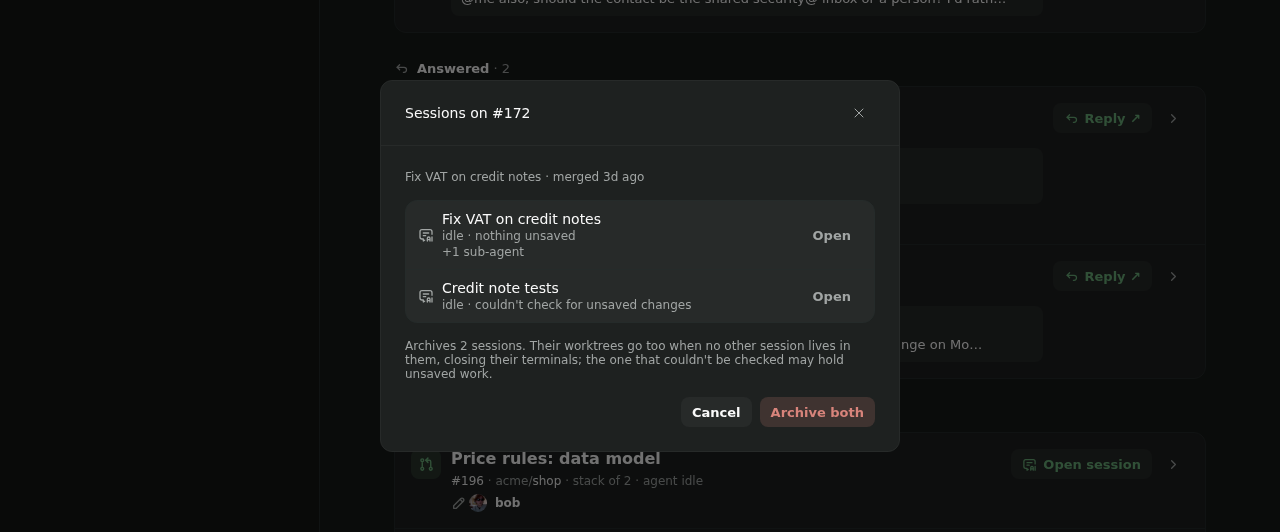 @me also, should the contact be the shared security@ inbox or a person? I'd rath…
Answered · 2
Sessions on #172
Reply ↗
Fix VAT on credit notes · merged 3d ago
Fix VAT on credit notes
idle · nothing unsaved
+1 sub-agent
Open
Reply ↗
Credit note tests
idle · couldn't check for unsaved changes
Open
nge on Mo…
Archives 2 sessions. Their worktrees go too when no other session lives in
them, closing their terminals; the one that couldn't be checked may hold
unsaved work.
Cancel
Archive both
Price rules: data model
Open session
#196 · acme/shop · stack of 2 · agent idle
bob